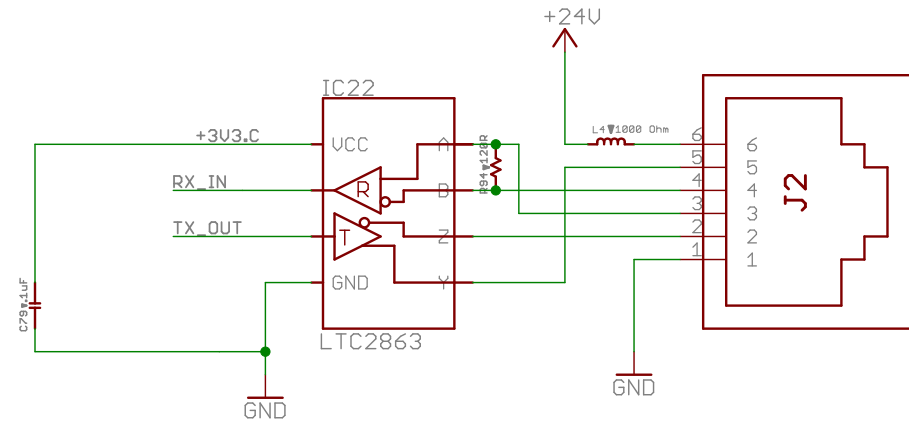 +24V
IC22
+3V3.C
VCC
A
L4 1000 Ohm
6
6
R94 120R
5
5
RX_IN
R
B
4
4
J2
3
3
TX_OUT
T
Z
2
2
1
1
C79 .1uF
GND
Y
LTC2863
GND
GND